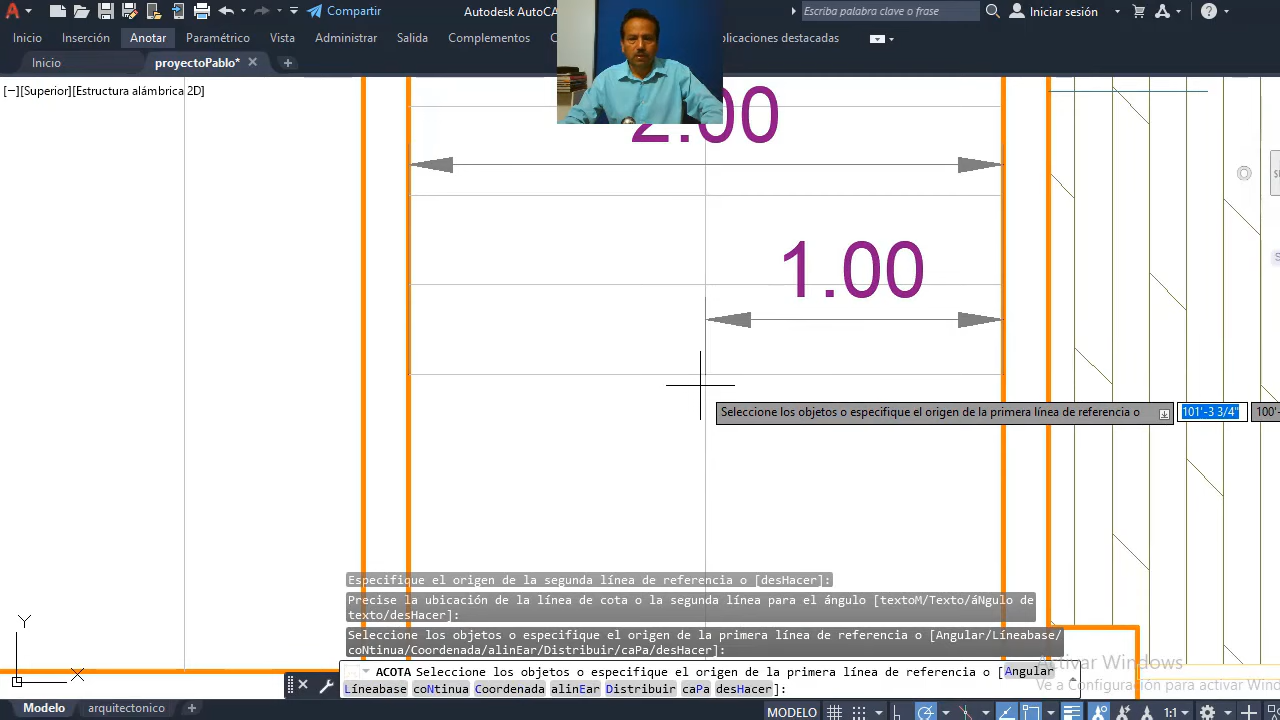 A Compartir Autodesk AutoCA Escriba palabra clave o frase Iniciar sesión
Inicio Inserción Anotar Paramétrico Vista Administrar Salida Complementos plicaciones destacadas
Inicio proyectoPablo*
[−][Superior][Estructura alámbrica 2D]
2.00
1.00
Seleccione los objetos o especifique el origen de la primera línea de referencia o 101'-3 3/4" 100'-
Especifique el origen de la segunda línea de referencia o [desHacer]:
Precise la ubicación de la línea de cota o la segunda línea para el ángulo [textoM/Texto/áNgulo de
texto/desHacer]:
Seleccione los objetos o especifique el origen de la primera línea de referencia o [Angular/Líneabase/
coNtinua/Coordenada/alinEar/Distribuir/caPa/desHacer]:
ACOTA Seleccione los objetos o especifique el origen de la primera línea de referencia o [Angular
Líneabase coNtinua Coordenada alinEar Distribuir caPa desHacer]:
Y
X
Activar Windows
Ve a Configuración para activar Wind
Modelo arquitectonico MODELO 1:1